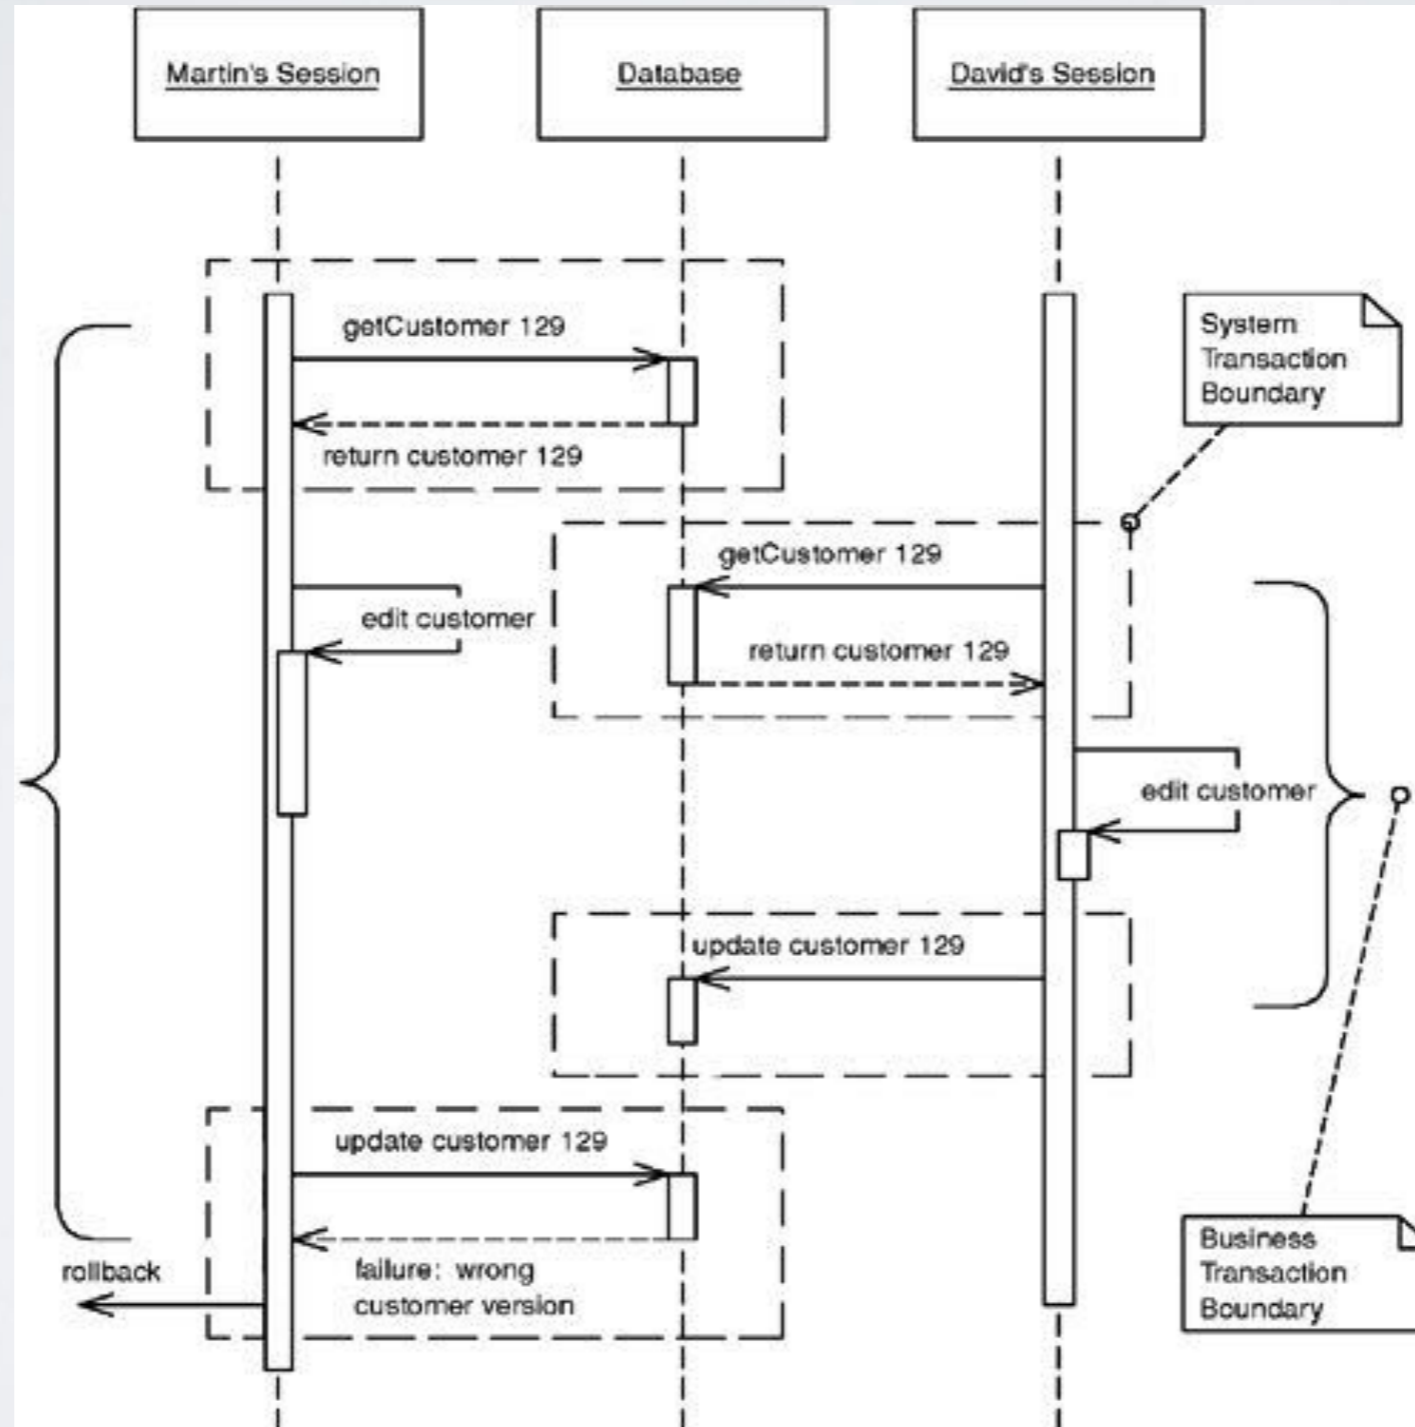 Martin's Session
Database
David's Session
getCustomer 129
System
Transaction
Boundary
return customer 129
getCustomer 129
edit customer
return customer 129
edit customer
update customer 129
update customer 129
Business
Transaction
Boundary
rollback
failure: wrong
customer version